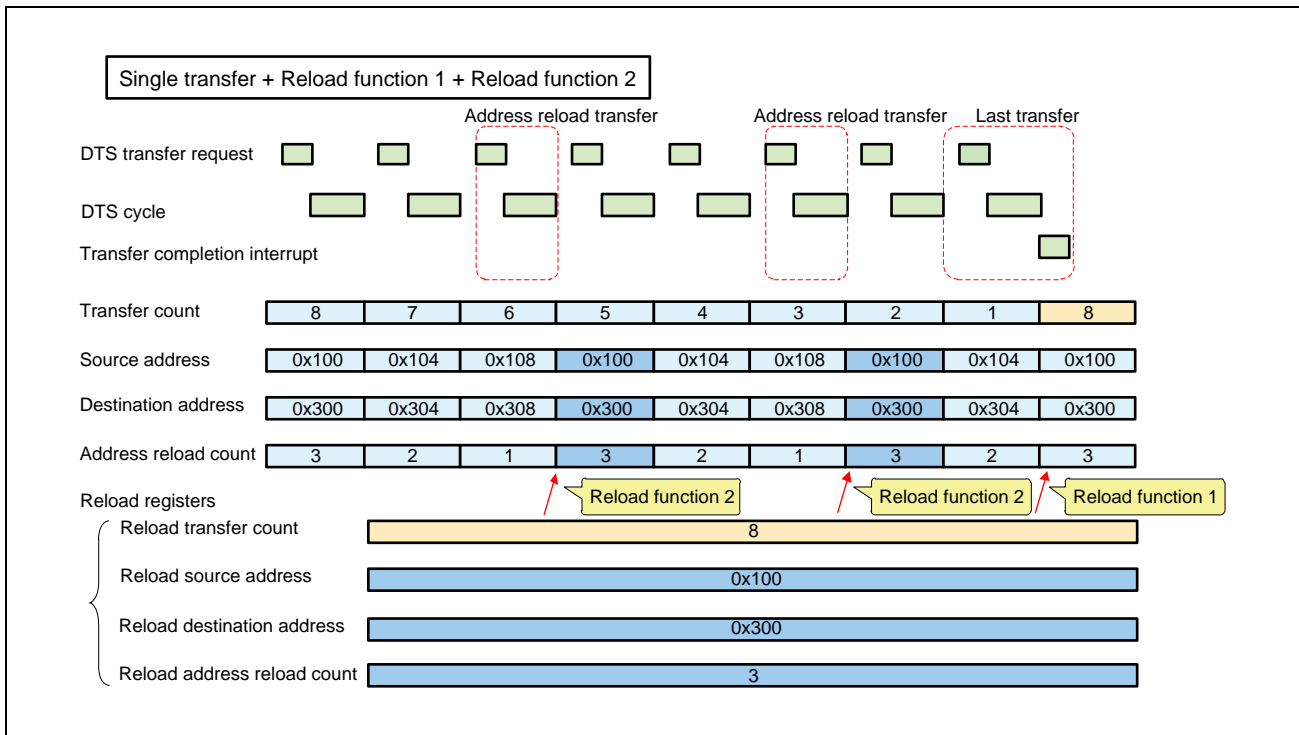 Single transfer + Reload function 1 + Reload function 2
Address reload transfer Address reload transfer Last transfer
DTS transfer request
DTS cycle
Transfer completion interrupt
Transfer count 8 7 6 5 4 3 2 1 8
Source address 0x100 0x104 0x108 0x100 0x104 0x108 0x100 0x104 0x100
Destination address 0x300 0x304 0x308 0x300 0x304 0x308 0x300 0x304 0x300
Address reload count 3 2 1 3 2 1 3 2 3
Reload function 2 Reload function 2 Reload function 1
Reload registers
Reload transfer count 8
Reload source address 0x100
Reload destination address 0x300
Reload address reload count 3